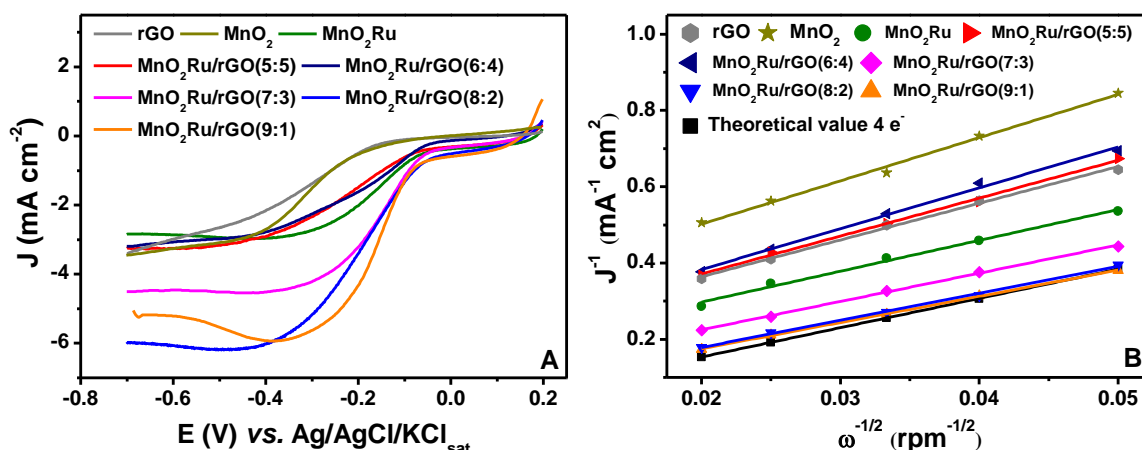 rGO MnO2 MnO2Ru
MnO2Ru/rGO(5:5) MnO2Ru/rGO(6:4)
MnO2Ru/rGO(7:3) MnO2Ru/rGO(8:2)
MnO2Ru/rGO(9:1)
2
0
-2
-4
-6
J (mA cm-2)
-0.8 -0.6 -0.4 -0.2 0.0 0.2
E (V) vs. Ag/AgCl/KClsat
A
rGO MnO2 MnO2Ru MnO2Ru/rGO(5:5)
MnO2Ru/rGO(6:4) MnO2Ru/rGO(7:3)
MnO2Ru/rGO(8:2) MnO2Ru/rGO(9:1)
Theoretical value 4 e-
1.0
0.8
0.6
0.4
0.2
J-1 (mA-1 cm2)
0.02 0.03 0.04 0.05
ω-1/2 (rpm-1/2)
B